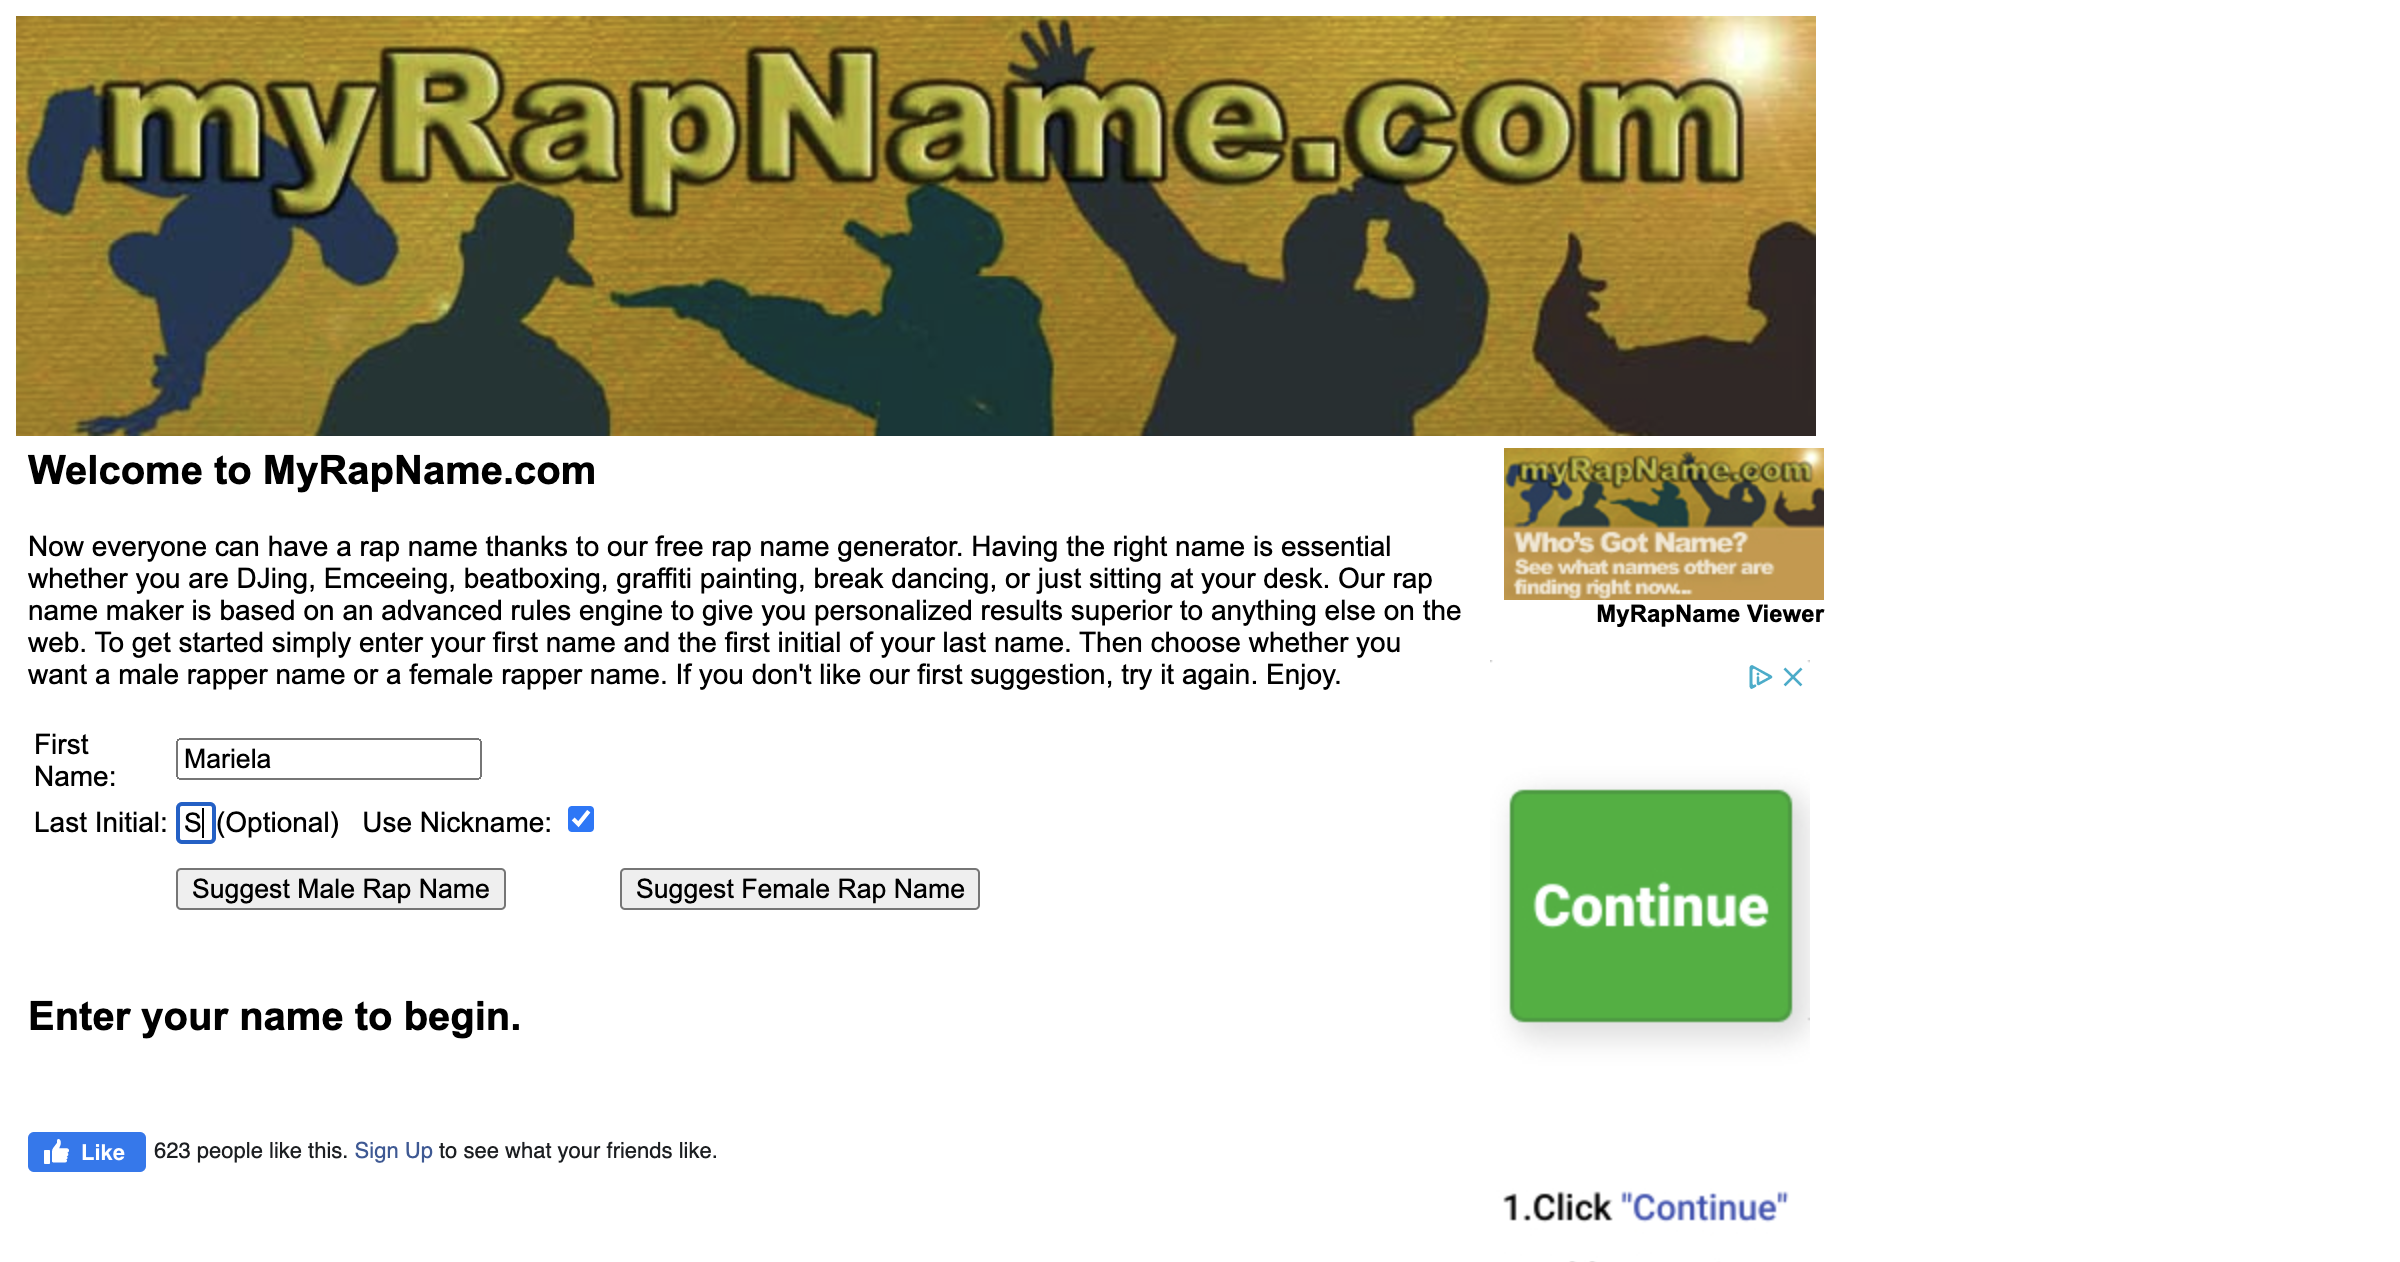 myRapName.com
Welcome to MyRapName.com
Now everyone can have a rap name thanks to our free rap name generator. Having the right name is essential
whether you are DJing, Emceeing, beatboxing, graffiti painting, break dancing, or just sitting at your desk. Our rap
name maker is based on an advanced rules engine to give you personalized results superior to anything else on the
web. To get started simply enter your first name and the first initial of your last name. Then choose whether you
want a male rapper name or a female rapper name. If you don't like our first suggestion, try it again. Enjoy.
First
Name:
Mariela
Last Initial: S (Optional) Use Nickname:
Suggest Male Rap Name
Suggest Female Rap Name
Enter your name to begin.
Like 623 people like this. Sign Up to see what your friends like.
myRapName.com
Who's Got Name?
See what names other are
finding right now...
MyRapName Viewer
Continue
1.Click "Continue"